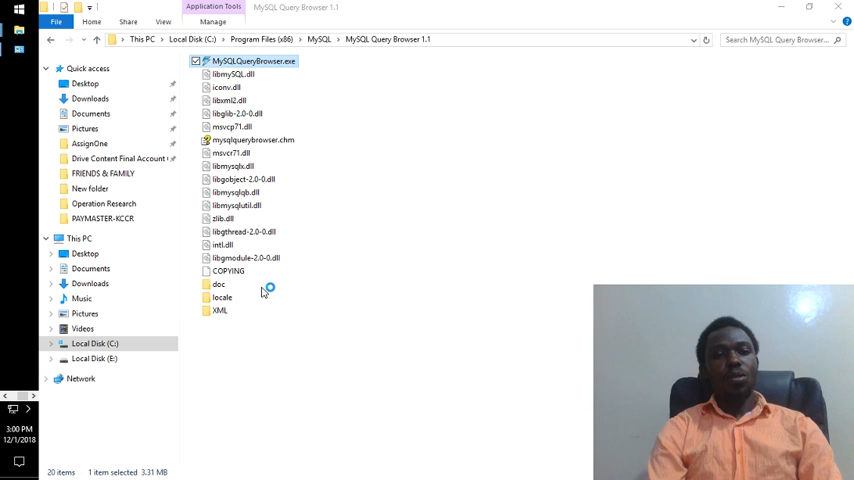 Application Tools
MySQL Query Browser 1.1
File
Home
Share
View
Manage
This PC
Local Disk (C:)
Program Files (x86)
MySQL
MySQL Query Browser 1.1
Search MySQL Query Browser 1...
Quick access
Desktop
Downloads
Documents
Pictures
AssignOne
Drive Content Final Account
FRIENDS & FAMILY
New folder
Operation Research
PAYMASTER-KCCR
This PC
Desktop
Documents
Downloads
Music
Pictures
Videos
Local Disk (C:)
Local Disk (E:)
Network
MySQLQueryBrowser.exe
libmySQL.dll
iconv.dll
libxml2.dll
libglib-2.0-0.dll
msvcp71.dll
mysqlquerybrowser.chm
msvcr71.dll
libmysqlx.dll
libgobject-2.0-0.dll
libmysqlqb.dll
libmysqlutil.dll
zlib.dll
libgthread-2.0-0.dll
intl.dll
libgmodule-2.0-0.dll
COPYING
doc
locale
XML
3:00 PM
12/1/2018
20 items
1 item selected 3.31 MB